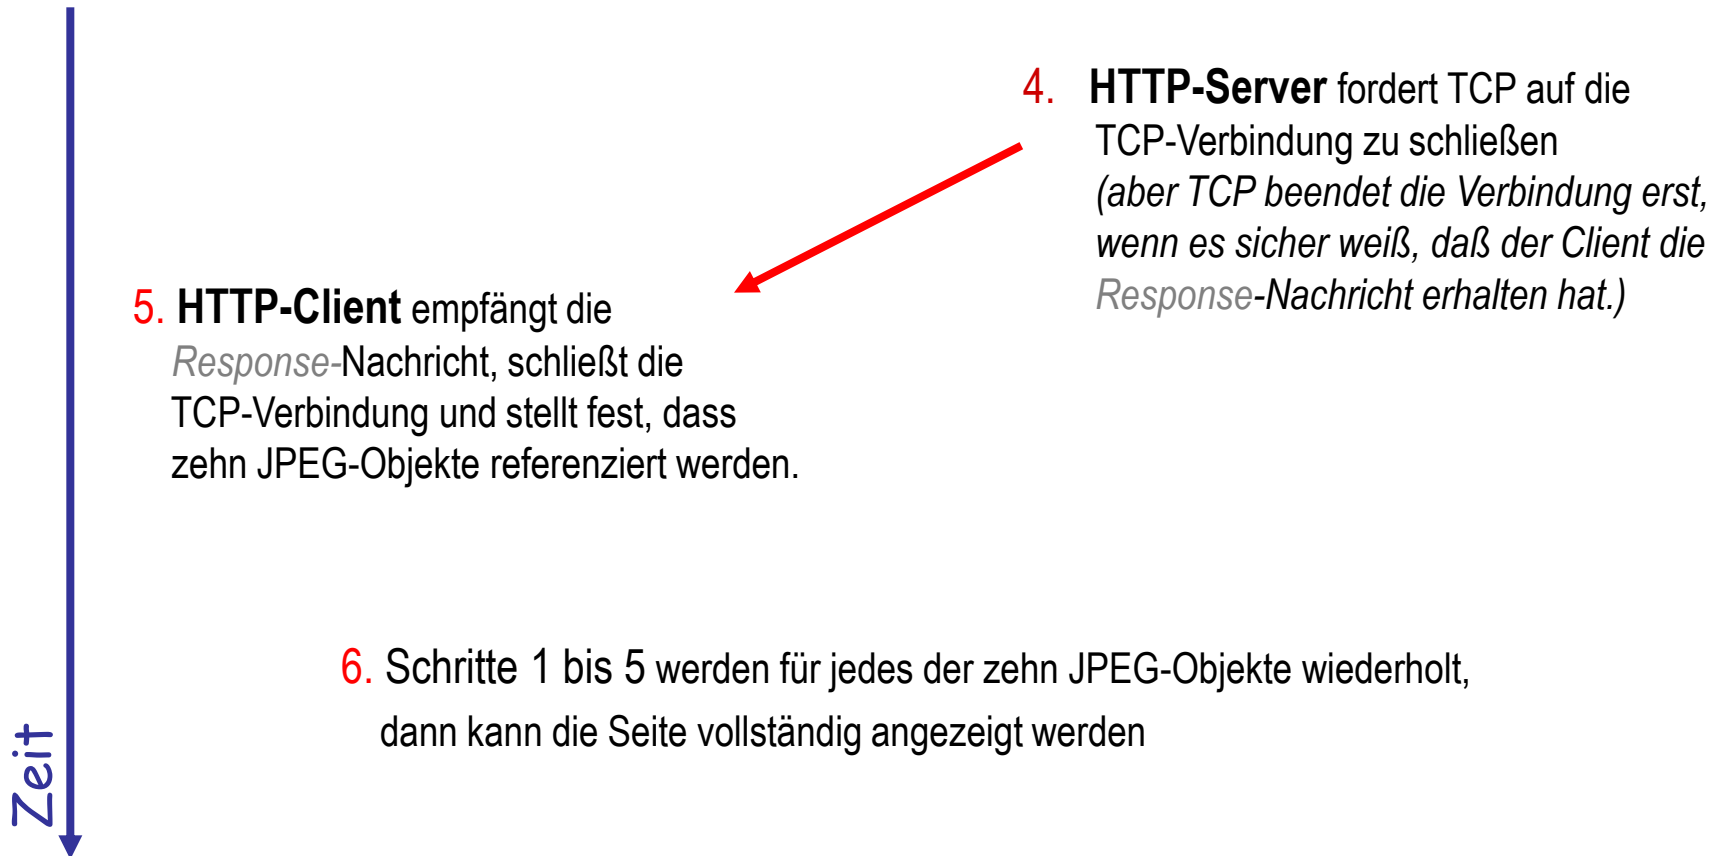 4. HTTP-Server fordert TCP auf die
TCP-Verbindung zu schließen
(aber TCP beendet die Verbindung erst,
wenn es sicher weiß, daß der Client die
Response-Nachricht erhalten hat.)
5. HTTP-Client empfängt die
Response-Nachricht, schließt die
TCP-Verbindung und stellt fest, dass
zehn JPEG-Objekte referenziert werden.
6. Schritte 1 bis 5 werden für jedes der zehn JPEG-Objekte wiederholt,
dann kann die Seite vollständig angezeigt werden
Zeit